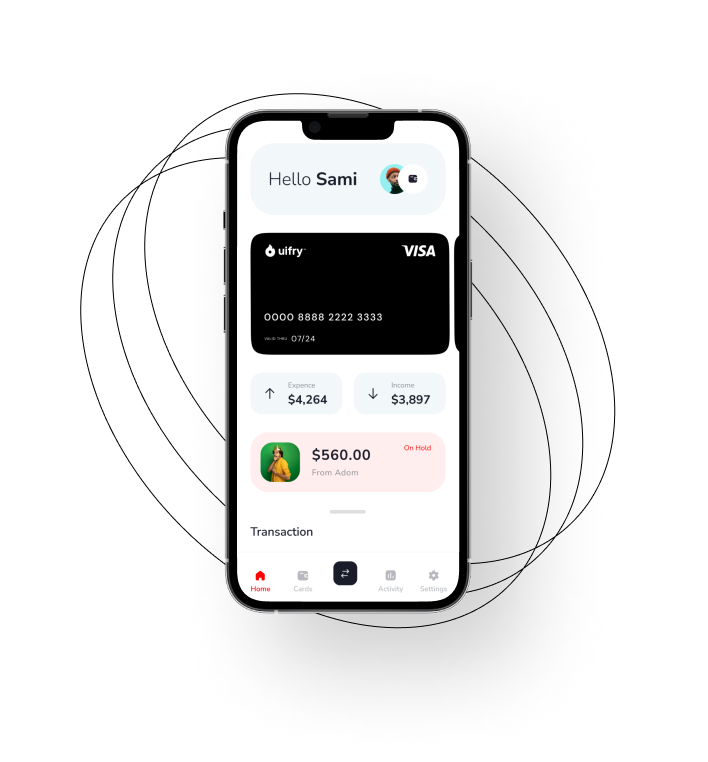 Hello Sami
uifry™
VISA
0000 8888 2222 3333
VALID THRU 07/24
Expence
$4,264
Income
$3,897
$560.00
On Hold
From Adom
Transaction
Home
Cards
Activity
Settings